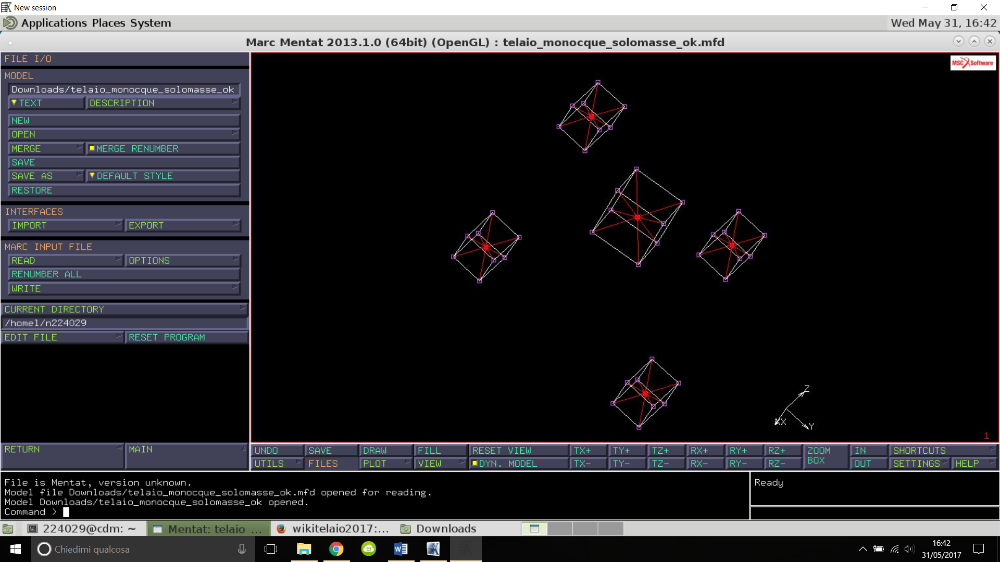 New session
Applications Places System
Wed May 31, 16:42
Marc Mentat 2013.1.0 (64bit) (OpenGL) : telaio_monocque_solomasse_ok.mfd
FILE I/O
MODEL
Downloads/telaio_monocque_solomasse_ok
TEXT DESCRIPTION
NEW
OPEN
MERGE MERGE RENUMBER
SAVE
SAVE AS DEFAULT STYLE
RESTORE
INTERFACES
IMPORT EXPORT
MARC INPUT FILE
READ OPTIONS
RENUMBER ALL
WRITE
CURRENT DIRECTORY
/homel/n224029
EDIT FILE RESET PROGRAM
RETURN MAIN
MSC Software
Z
X
Y
1
UNDO SAVE DRAW FILL RESET VIEW TX+ TY+ TZ+ RX+ RY+ RZ+ ZOOM BOX IN SHORTCUTS
UTILS FILES PLOT VIEW DYN. MODEL TX- TY- TZ- RX- RY- RZ- OUT SETTINGS HELP
File is Mentat, version unknown.
Model file Downloads/telaio_monocque_solomasse_ok.mfd opened for reading.
Model Downloads/telaio_monocque_solomasse_ok opened.
Command >
Ready
224029@cdm: ~ Mentat: telaio ... wikitelaio2017:... Downloads
Chiedimi qualcosa
16:42
31/05/2017